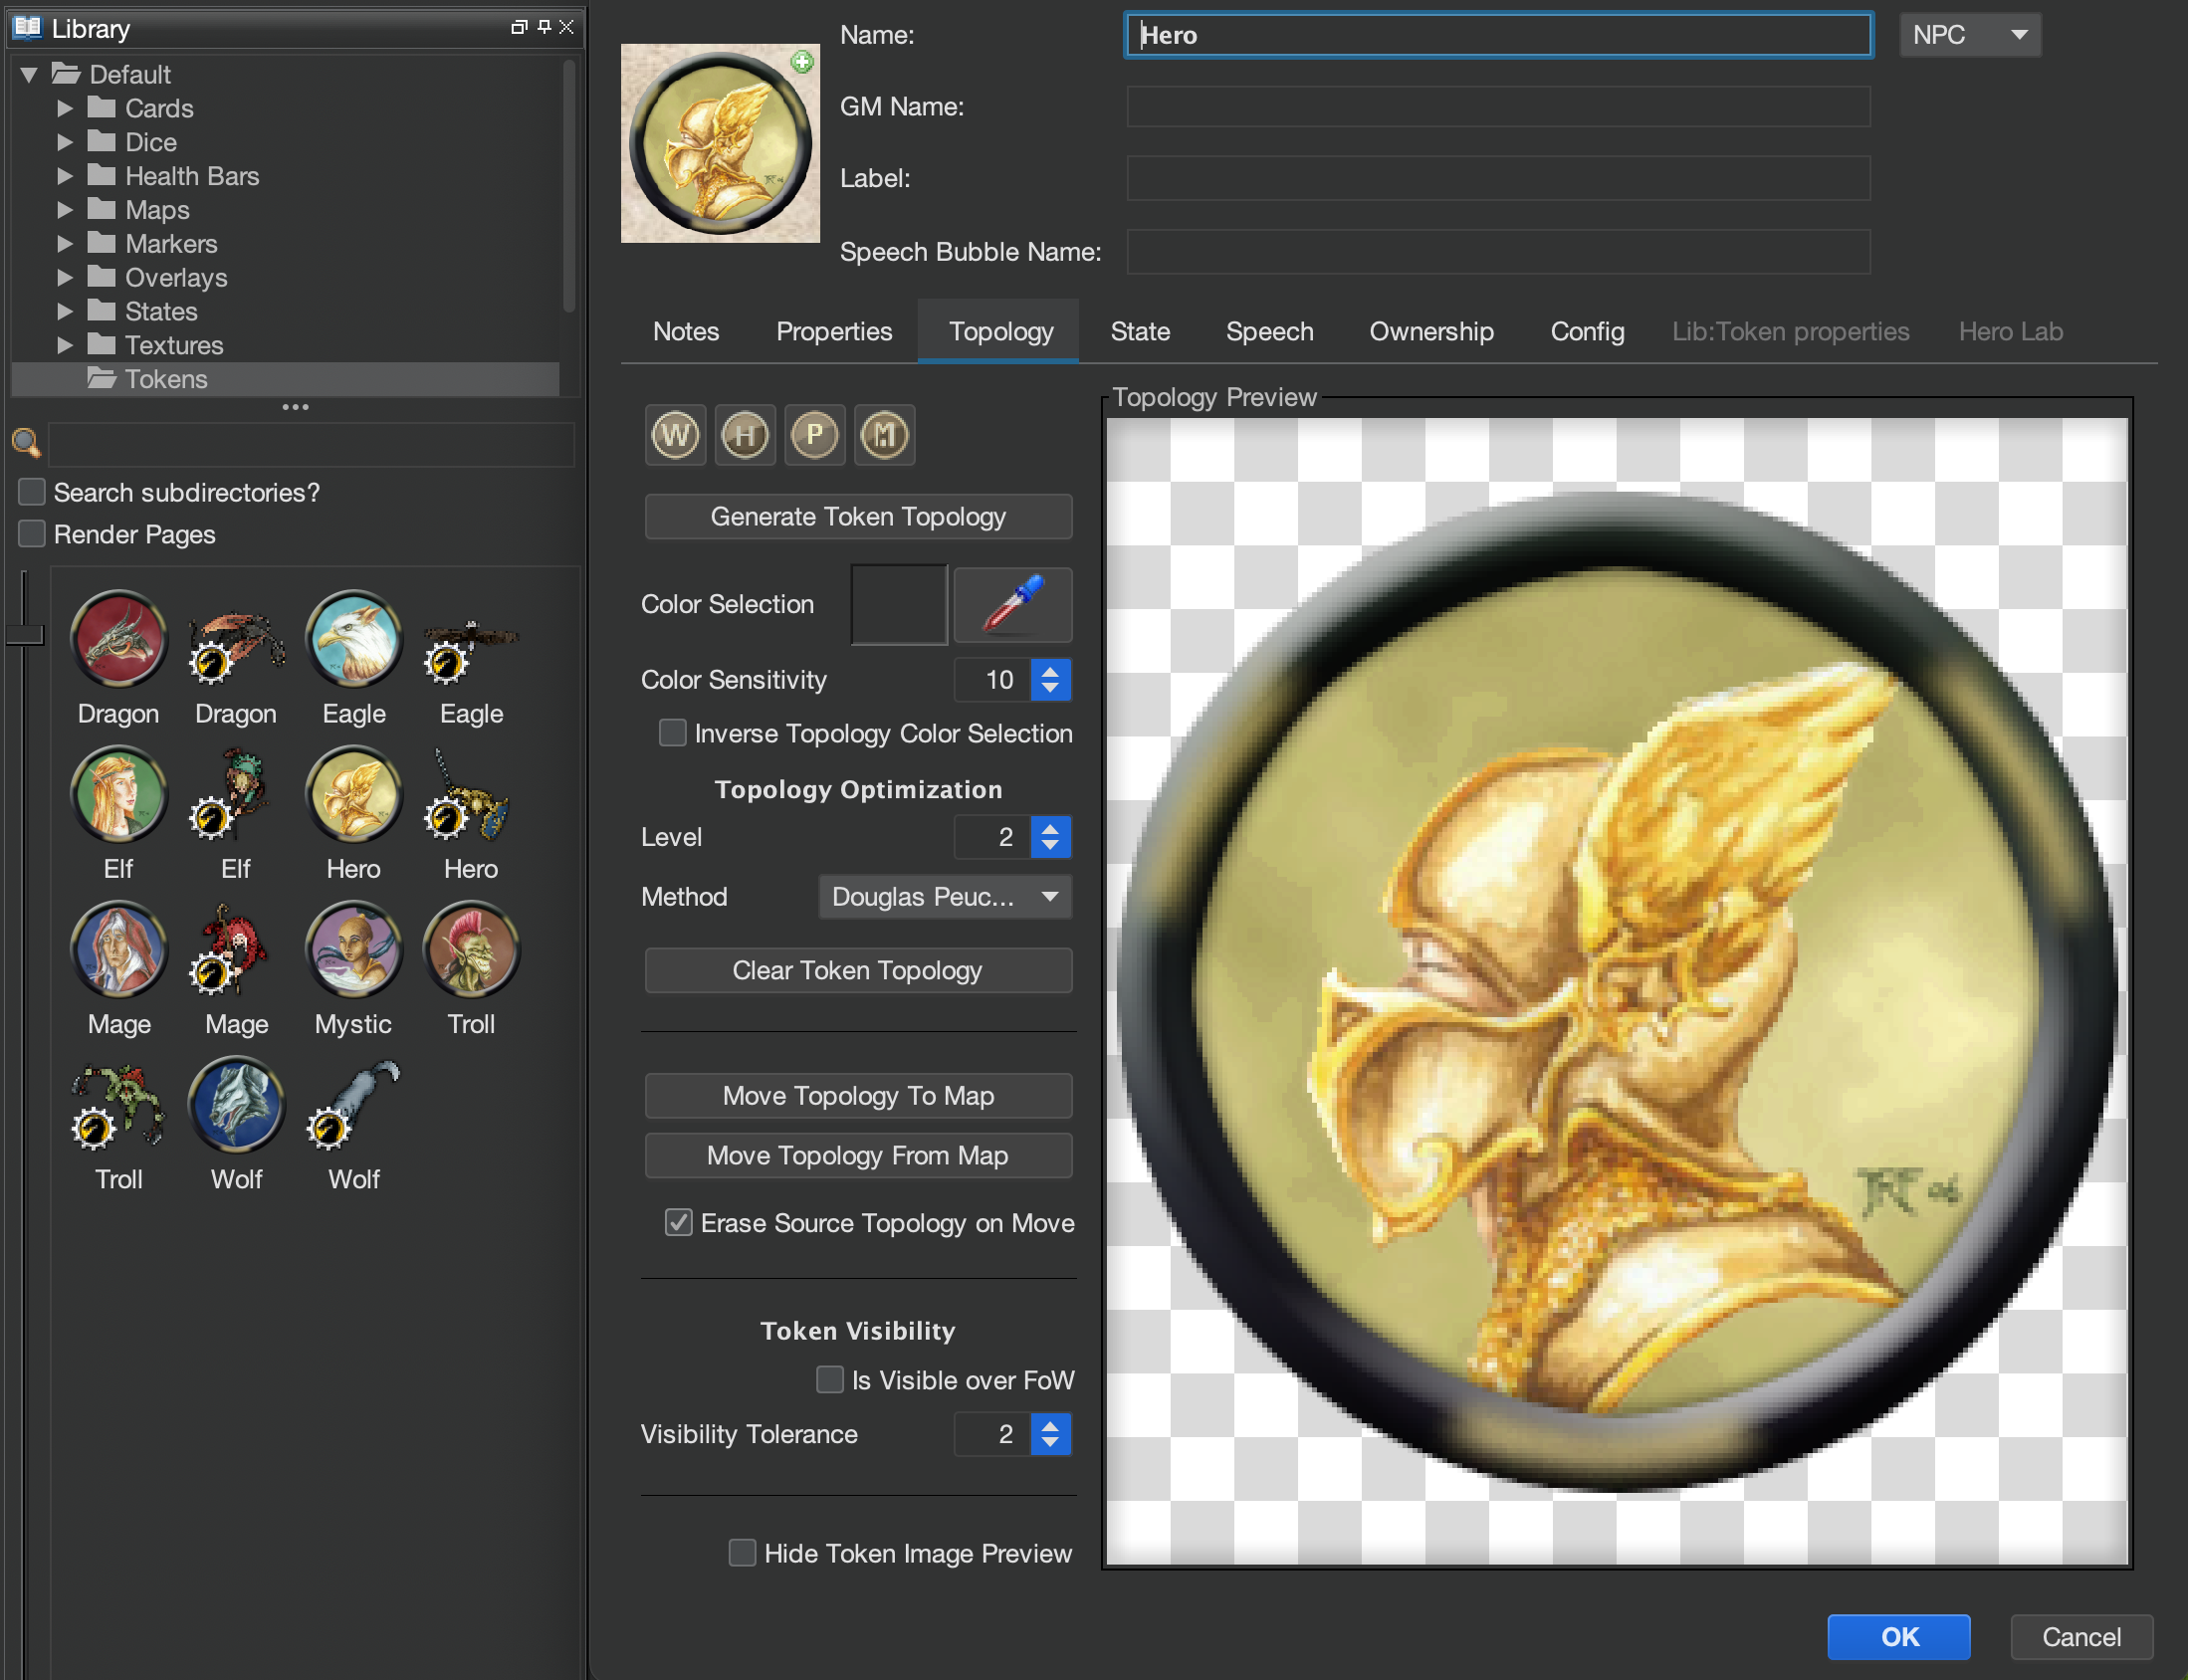 Library
Default
Cards
Dice
Health Bars
Maps
Markers
Overlays
States
Textures
Tokens
Search subdirectories?
Render Pages
Dragon
Dragon
Eagle
Eagle
Elf
Elf
Hero
Hero
Mage
Mage
Mystic
Troll
Troll
Wolf
Wolf
Name:
Hero
NPC
GM Name:
Label:
Speech Bubble Name:
Notes
Properties
Topology
State
Speech
Ownership
Config
Lib:Token properties
Hero Lab
W
H
P
M
Generate Token Topology
Color Selection
Color Sensitivity
10
Inverse Topology Color Selection
Topology Optimization
Level
2
Method
Douglas Peuc...
Clear Token Topology
Move Topology To Map
Move Topology From Map
Erase Source Topology on Move
Token Visibility
Is Visible over FoW
Visibility Tolerance
2
Hide Token Image Preview
Topology Preview
OK
Cancel